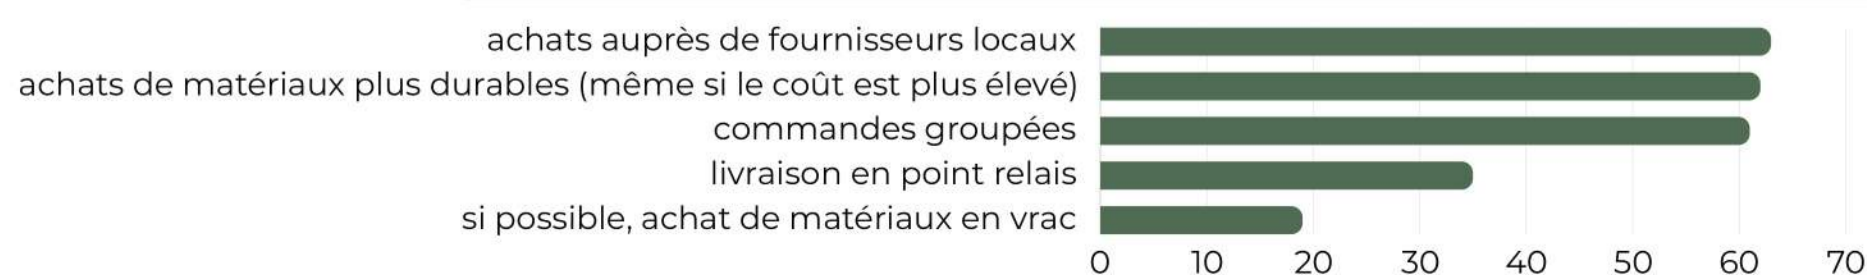 achats auprès de fournisseurs locaux
achats de matériaux plus durables (même si le coût est plus élevé)
commandes groupées
livraison en point relais
si possible, achat de matériaux en vrac
0 10 20 30 40 50 60 70